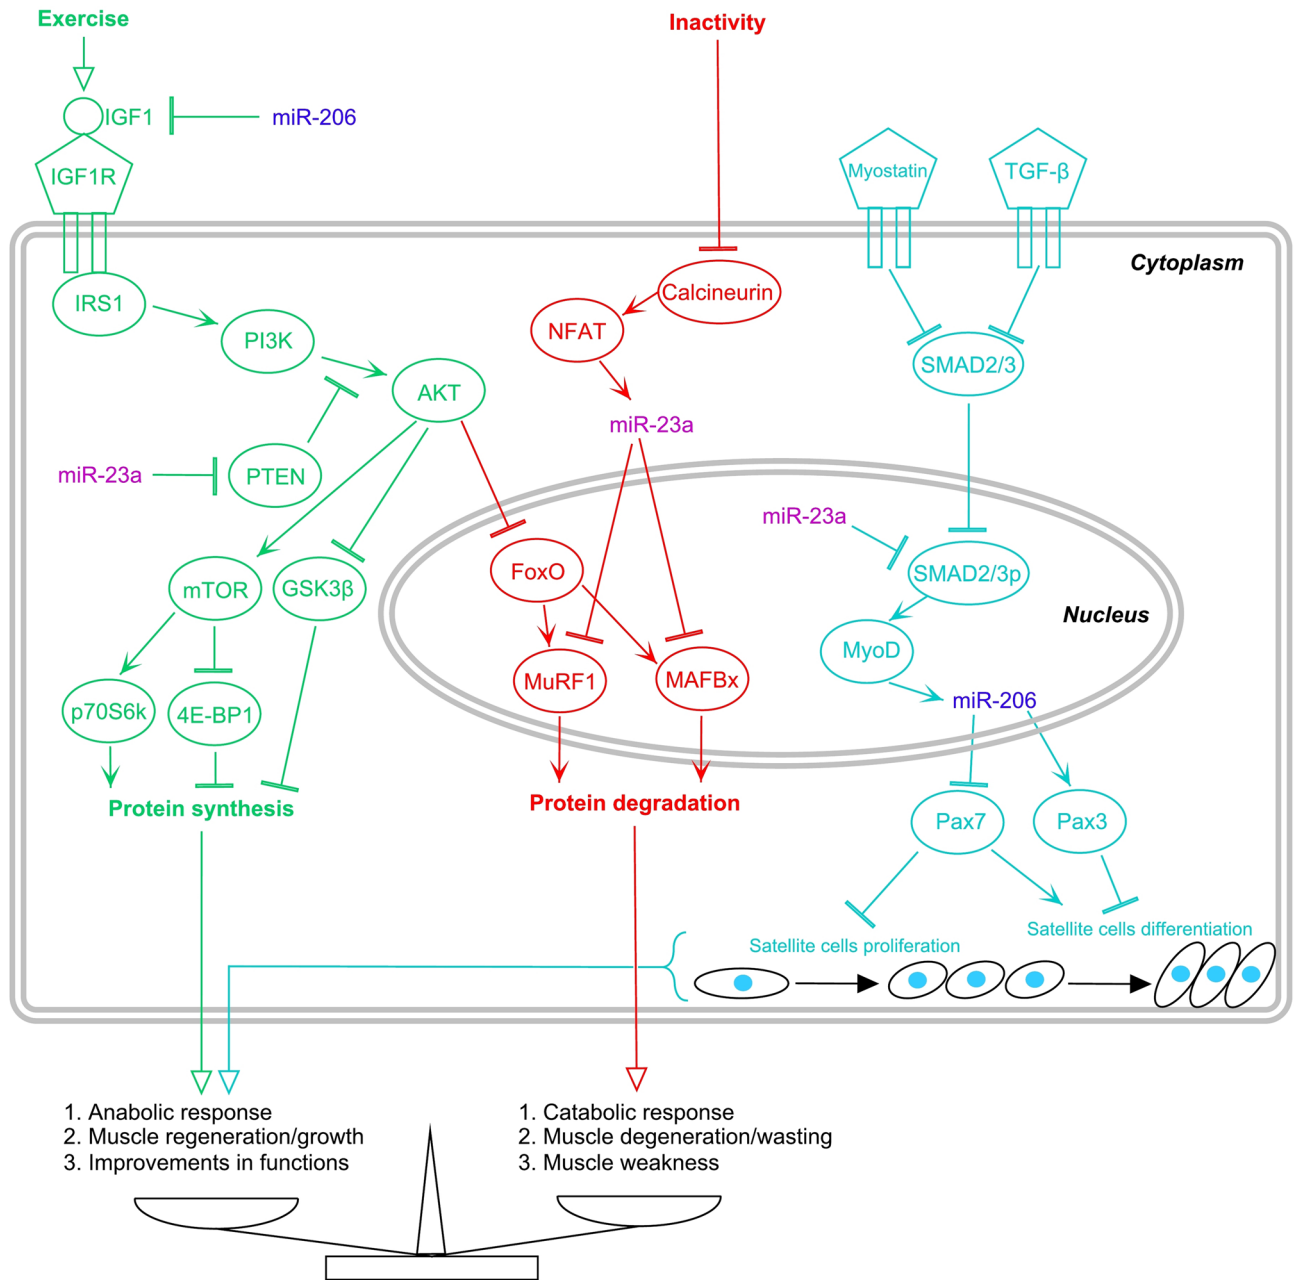 Exercise
Inactivity
IGF1
miR-206
IGF1R
Myostatin
TGF-β
Cytoplasm
IRS1
Calcineurin
NFAT
PI3K
SMAD2/3
AKT
miR-23a
miR-23a
PTEN
miR-23a
FoxO
SMAD2/3p
mTOR
GSK3β
Nucleus
MyoD
MuRF1
MAFBx
miR-206
p70S6k
4E-BP1
Protein synthesis
Protein degradation
Pax7
Pax3
Satellite cells differentiation
Satellite cells proliferation
1. Anabolic response
2. Muscle regeneration/growth
3. Improvements in functions
1. Catabolic response
2. Muscle degeneration/wasting
3. Muscle weakness